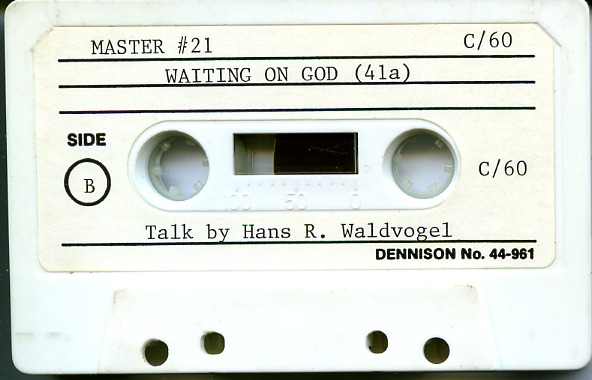 MASTER #21 C/60
WAITING ON GOD (41a)
SIDE
B
C/60
100 50 0
Talk by Hans R. Waldvogel
DENNISON No. 44-961